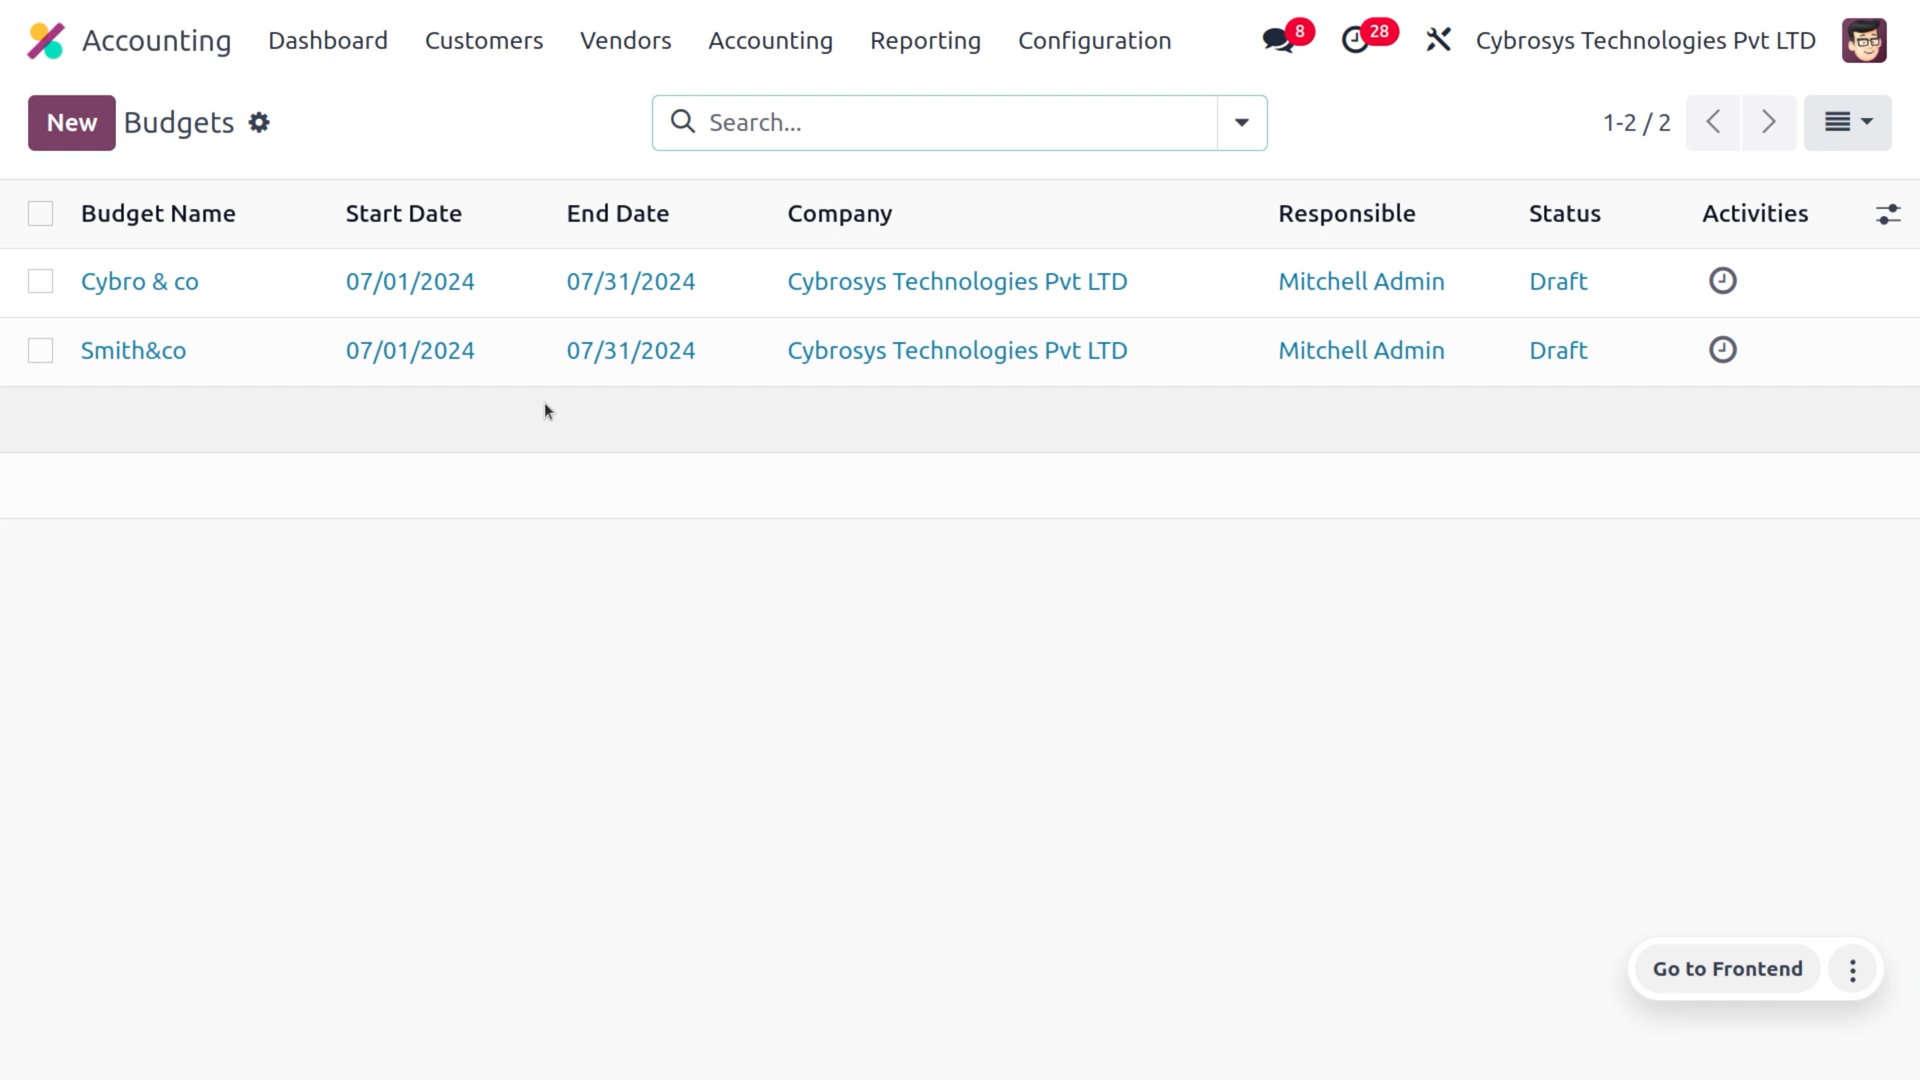 Accounting Dashboard Customers Vendors Accounting Reporting Configuration 8 28 Cybrosys Technologies Pvt LTD
New Budgets Search... 1-2 / 2
Budget Name Start Date End Date Company Responsible Status Activities
Cybro & co 07/01/2024 07/31/2024 Cybrosys Technologies Pvt LTD Mitchell Admin Draft
Smith&co 07/01/2024 07/31/2024 Cybrosys Technologies Pvt LTD Mitchell Admin Draft
Go to Frontend